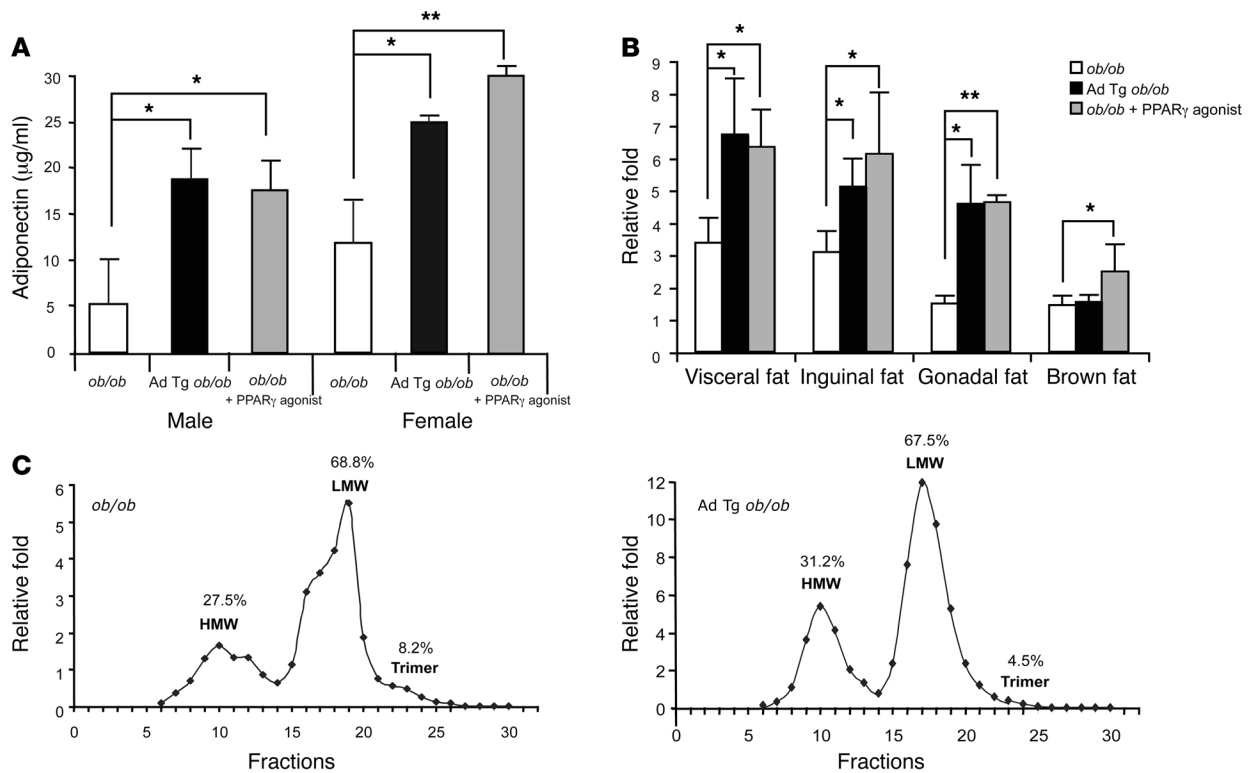 A
Adiponectin (μg/ml)
30
25
20
15
10
5
0
* * * **
ob/ob Ad Tg ob/ob ob/ob + PPARγ agonist ob/ob Ad Tg ob/ob ob/ob + PPARγ agonist
Male Female
B
Relative fold
9
8
7
6
5
4
3
2
1
0
* * * * * ** *
ob/ob
Ad Tg ob/ob
ob/ob + PPARγ agonist
Visceral fat Inguinal fat Gonadal fat Brown fat
C
ob/ob
Relative fold
6
5
4
3
2
1
0
27.5%
HMW
68.8%
LMW
8.2%
Trimer
0 5 10 15 20 25 30
Fractions
Ad Tg ob/ob
Relative fold
12
10
8
6
4
2
0
31.2%
HMW
67.5%
LMW
4.5%
Trimer
0 5 10 15 20 25 30
Fractions